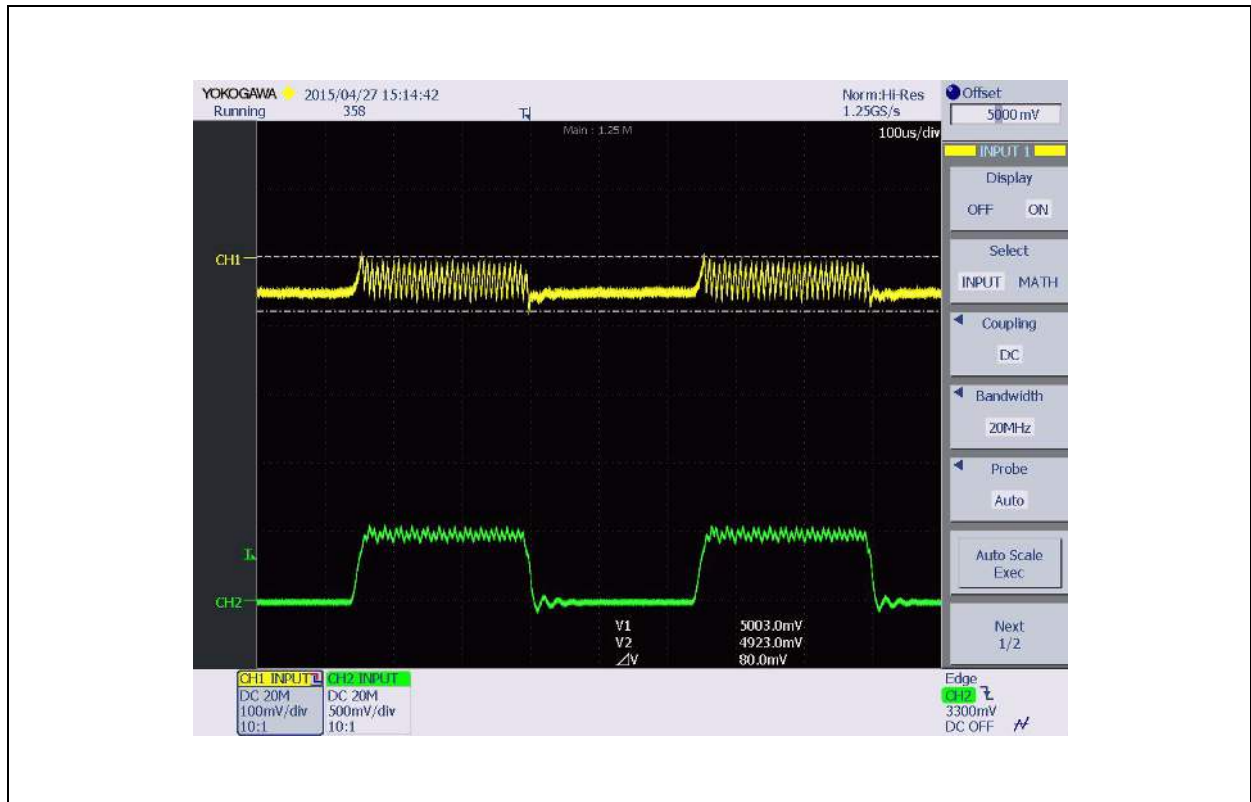 YOKOGAWA 2015/04/27 15:14:42
Running 358
Norm:Hi-Res
1.25GS/s
Main : 1.25 M
100us/div
CH1
CH2
V1 5003.0mV
V2 4923.0mV
⊿V 80.0mV
Offset
5000 mV
INPUT 1
Display
OFF ON
Select
INPUT MATH
Coupling
DC
Bandwidth
20MHz
Probe
Auto
Auto Scale
Exec
Next
1/2
CH1 INPUT
DC 20M
100mV/div
10:1
CH2 INPUT
DC 20M
500mV/div
10:1
Edge
CH2
3300mV
DC OFF